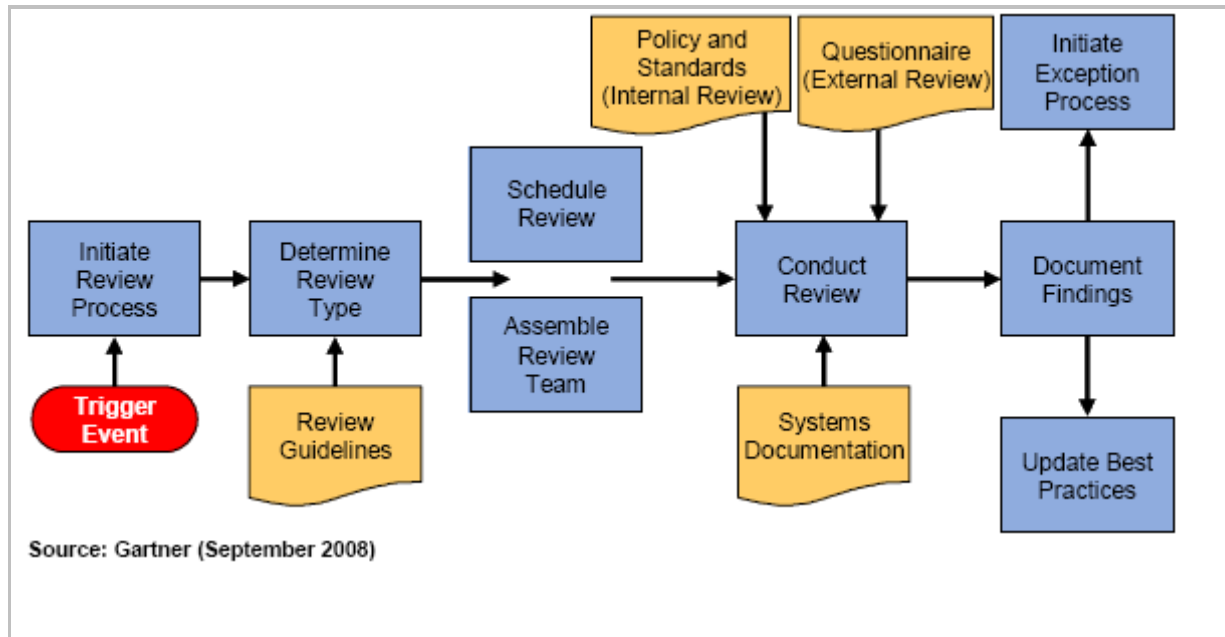 Policy and
Standards
(Internal Review)
Questionnaire
(External Review)
Initiate
Exception
Process
Schedule
Review
Initiate
Review
Process
Determine
Review
Type
Conduct
Review
Document
Findings
Assemble
Review
Team
Trigger
Event
Review
Guidelines
Systems
Documentation
Update Best
Practices
Source: Gartner (September 2008)